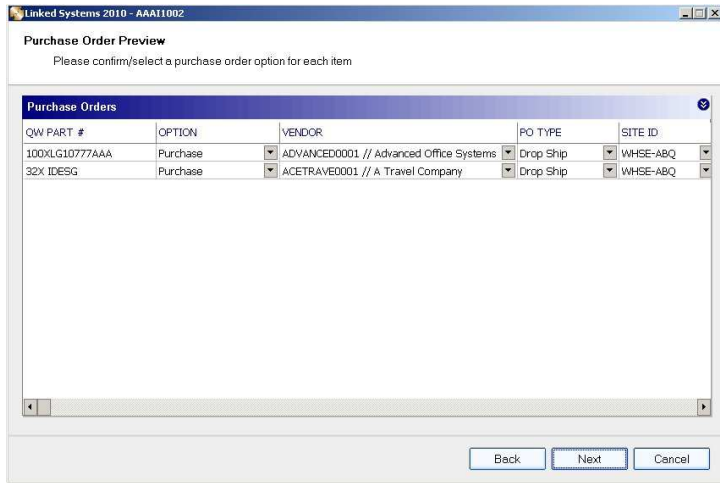 Linked Systems 2010 - AAAI1002
Purchase Order Preview
Please confirm/select a purchase order option for each item
Purchase Orders
QW PART # OPTION VENDOR PO TYPE SITE ID
100XLG10777AAA Purchase ADVANCED0001 // Advanced Office Systems Drop Ship WHSE-ABQ
32X IDESG Purchase ACETRAVE0001 // A Travel Company Drop Ship WHSE-ABQ
Back Next Cancel